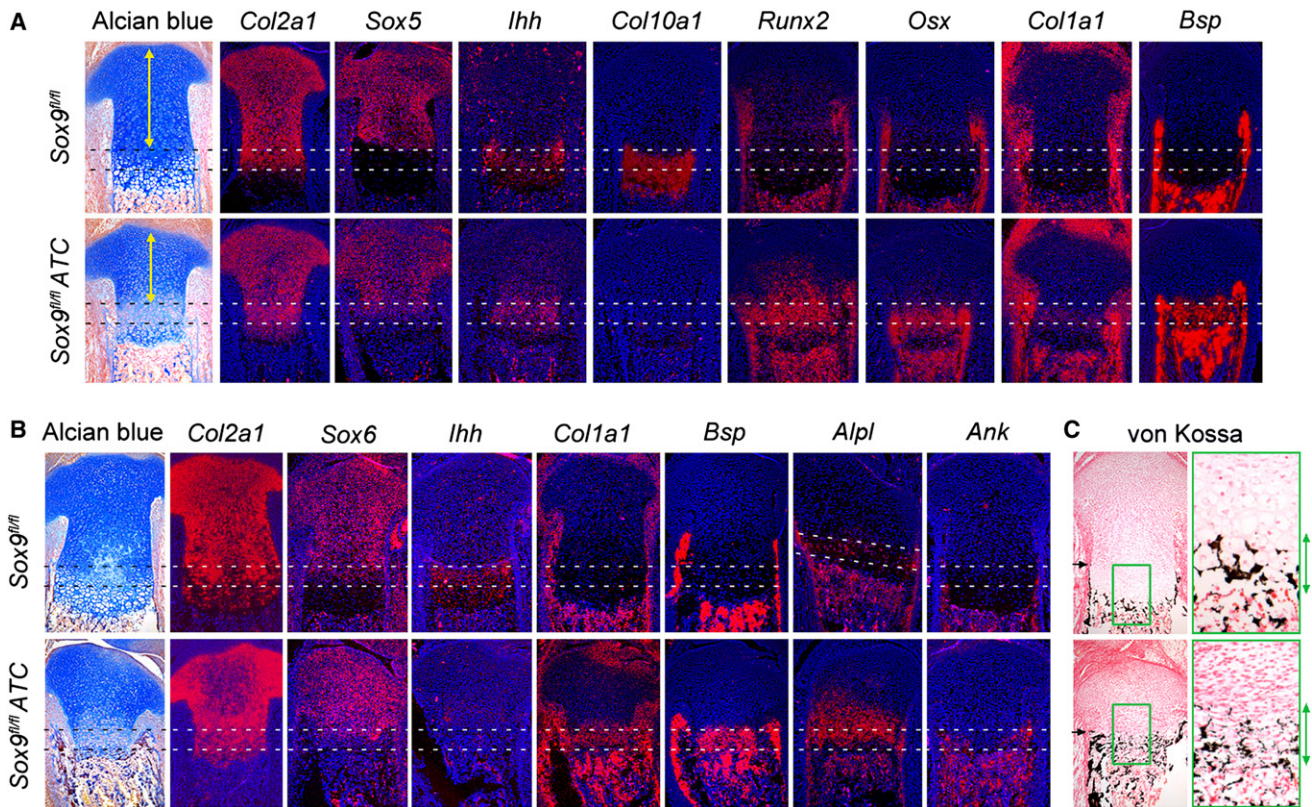 A Alcian blue Col2a1 Sox5 Ihh Col10a1 Runx2 Osx Col1a1 Bsp
Sox9fl/fl
Sox9fl/fl ATC
B Alcian blue Col2a1 Sox6 Ihh Col1a1 Bsp Alpl Ank C von Kossa
Sox9fl/fl
Sox9fl/fl ATC